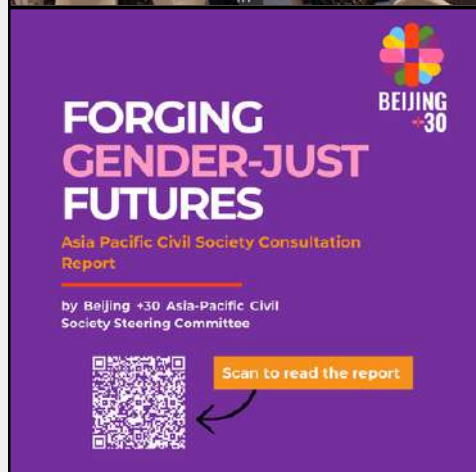 BEIJING
+30
FORGING
GENDER-JUST
FUTURES
Asia Pacific Civil Society Consultation
Report
by Beijing +30 Asia-Pacific Civil
Society Steering Committee
Scan to read the report